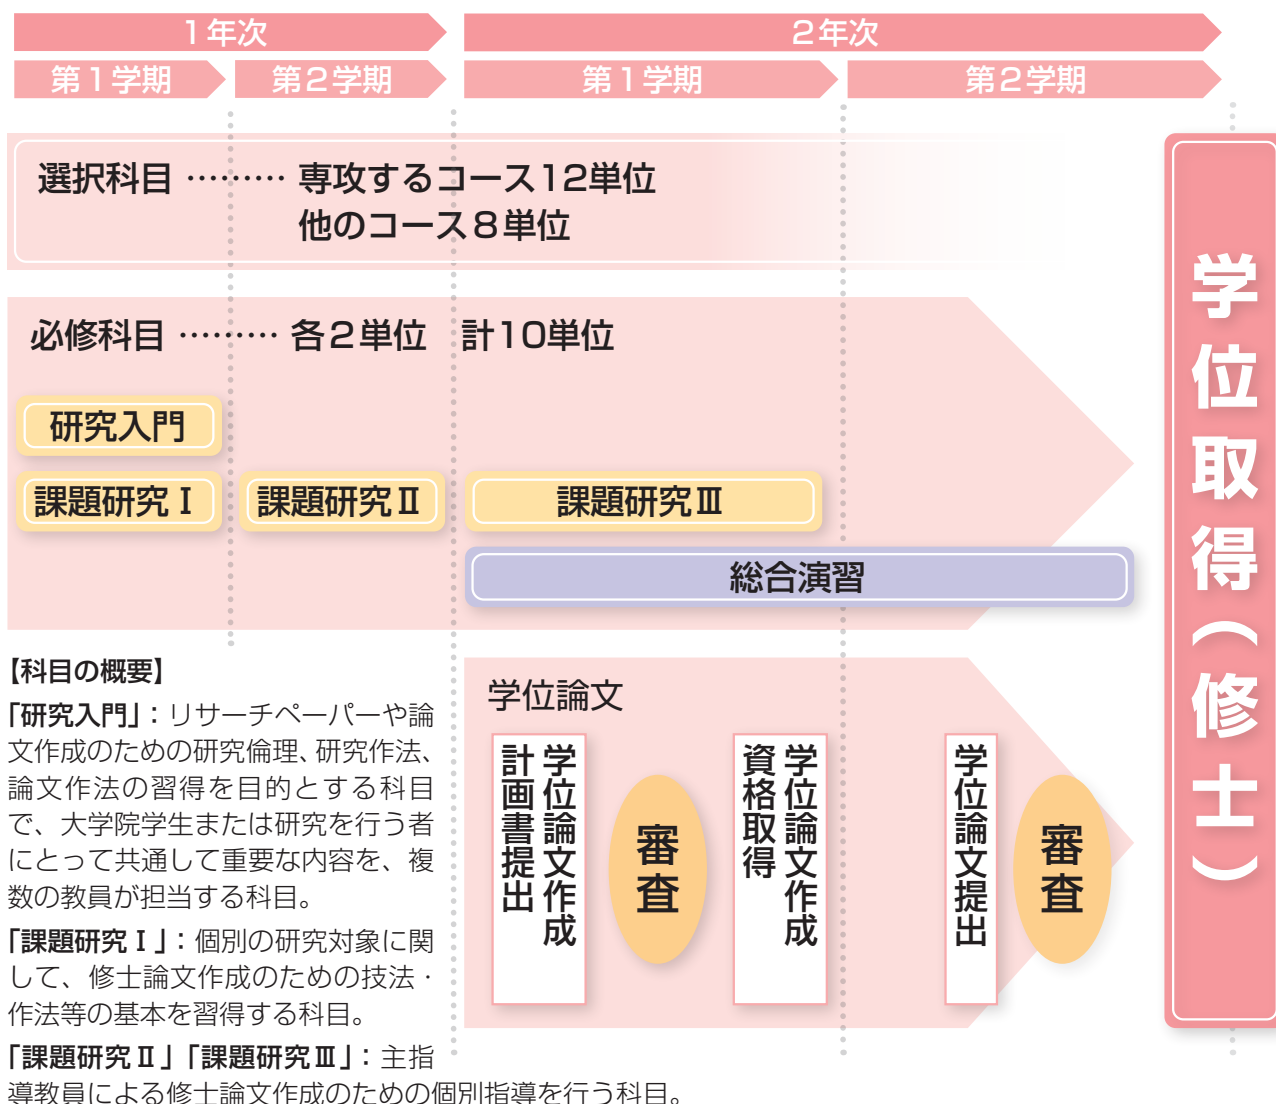 1年次
2年次
第1学期
第2学期
第1学期
第2学期
選択科目 ……… 専攻するコース12単位
他のコース8単位
必修科目 ……… 各2単位　計10単位
研究入門
課題研究Ⅰ
課題研究Ⅱ
課題研究Ⅲ
総合演習
学位取得（修士）
【科目の概要】
「研究入門」：リサーチペーパーや論
文作成のための研究倫理、研究作法、
論文作法の習得を目的とする科目
で、大学院学生または研究を行う者
にとって共通して重要な内容を、複
数の教員が担当する科目。
「課題研究Ⅰ」：個別の研究対象に関
して、修士論文作成のための技法・
作法等の基本を習得する科目。
「課題研究Ⅱ」「課題研究Ⅲ」：主指
導教員による修士論文作成のための個別指導を行う科目。
学位論文
学位論文作成
計画書提出
審査
学位論文作成
資格取得
学位論文提出
審査